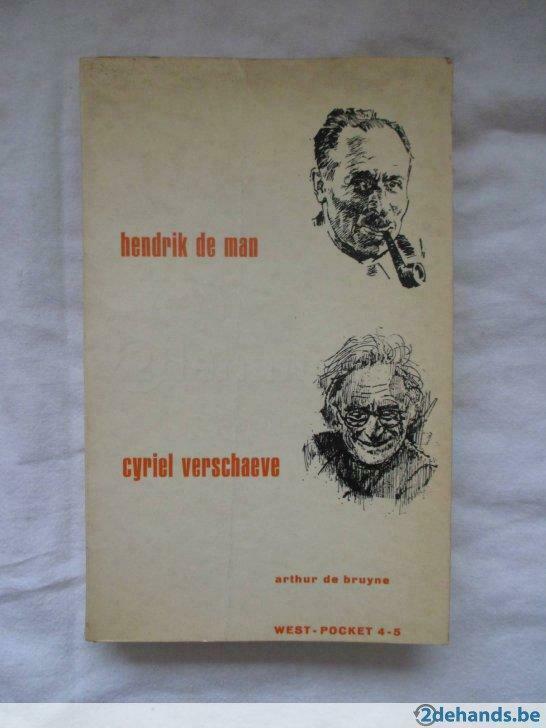 hendrik de man
cyriel verschaeve
arthur de bruyne
WEST-POCKET 4-5
2dehands.be